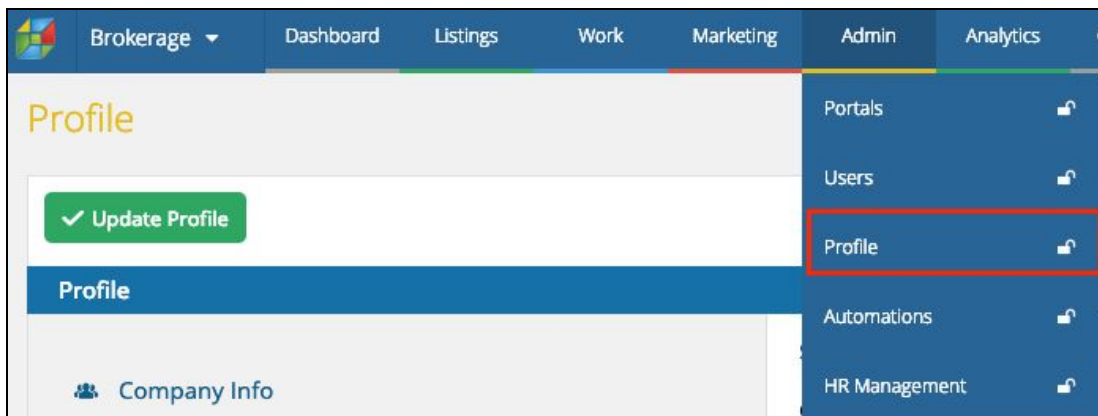 Brokerage Dashboard Listings Work Marketing Admin Analytics
Profile
Portals
Users
Update Profile
Profile
Profile
Automations
Company Info
HR Management